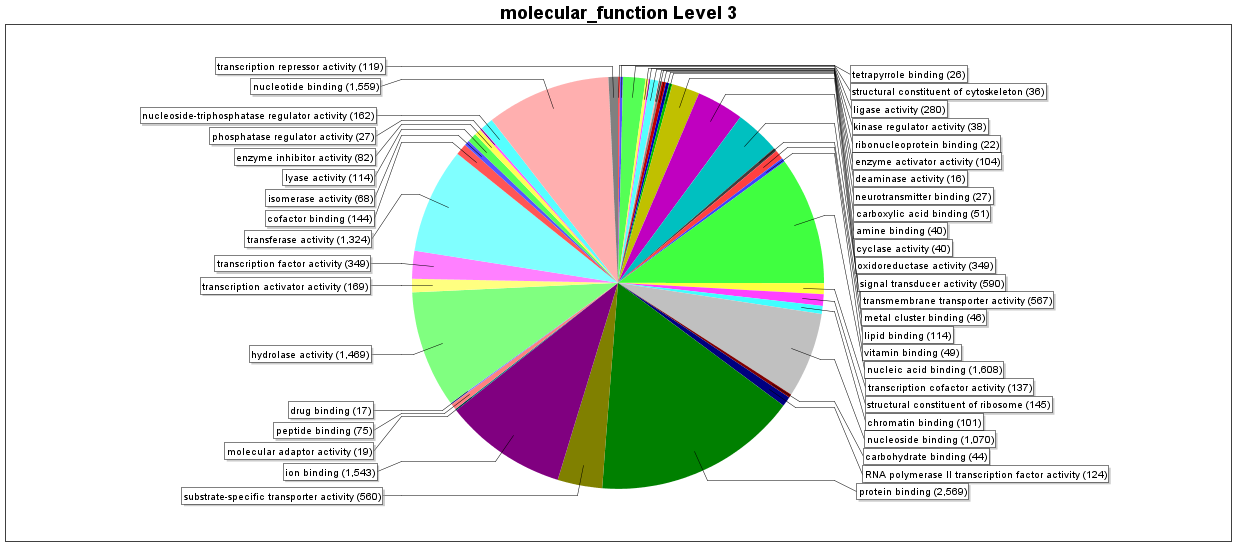 molecular_function Level 3
transcription repressor activity (119)
nucleotide binding (1,559)
nucleoside-triphosphatase regulator activity (162)
phosphatase regulator activity (27)
enzyme inhibitor activity (82)
lyase activity (114)
isomerase activity (68)
cofactor binding (144)
transferase activity (1,324)
transcription factor activity (349)
transcription activator activity (169)
hydrolase activity (1,469)
drug binding (17)
peptide binding (75)
molecular adaptor activity (19)
ion binding (1,543)
substrate-specific transporter activity (560)
tetrapyrrole binding (26)
structural constituent of cytoskeleton (36)
ligase activity (280)
kinase regulator activity (38)
ribonucleoprotein binding (22)
enzyme activator activity (104)
deaminase activity (16)
neurotransmitter binding (27)
carboxylic acid binding (51)
amine binding (40)
cyclase activity (40)
oxidoreductase activity (349)
signal transducer activity (590)
transmembrane transporter activity (567)
metal cluster binding (46)
lipid binding (114)
vitamin binding (49)
nucleic acid binding (1,608)
transcription cofactor activity (137)
structural constituent of ribosome (145)
chromatin binding (101)
nucleoside binding (1,070)
carbohydrate binding (44)
RNA polymerase II transcription factor activity (124)
protein binding (2,569)